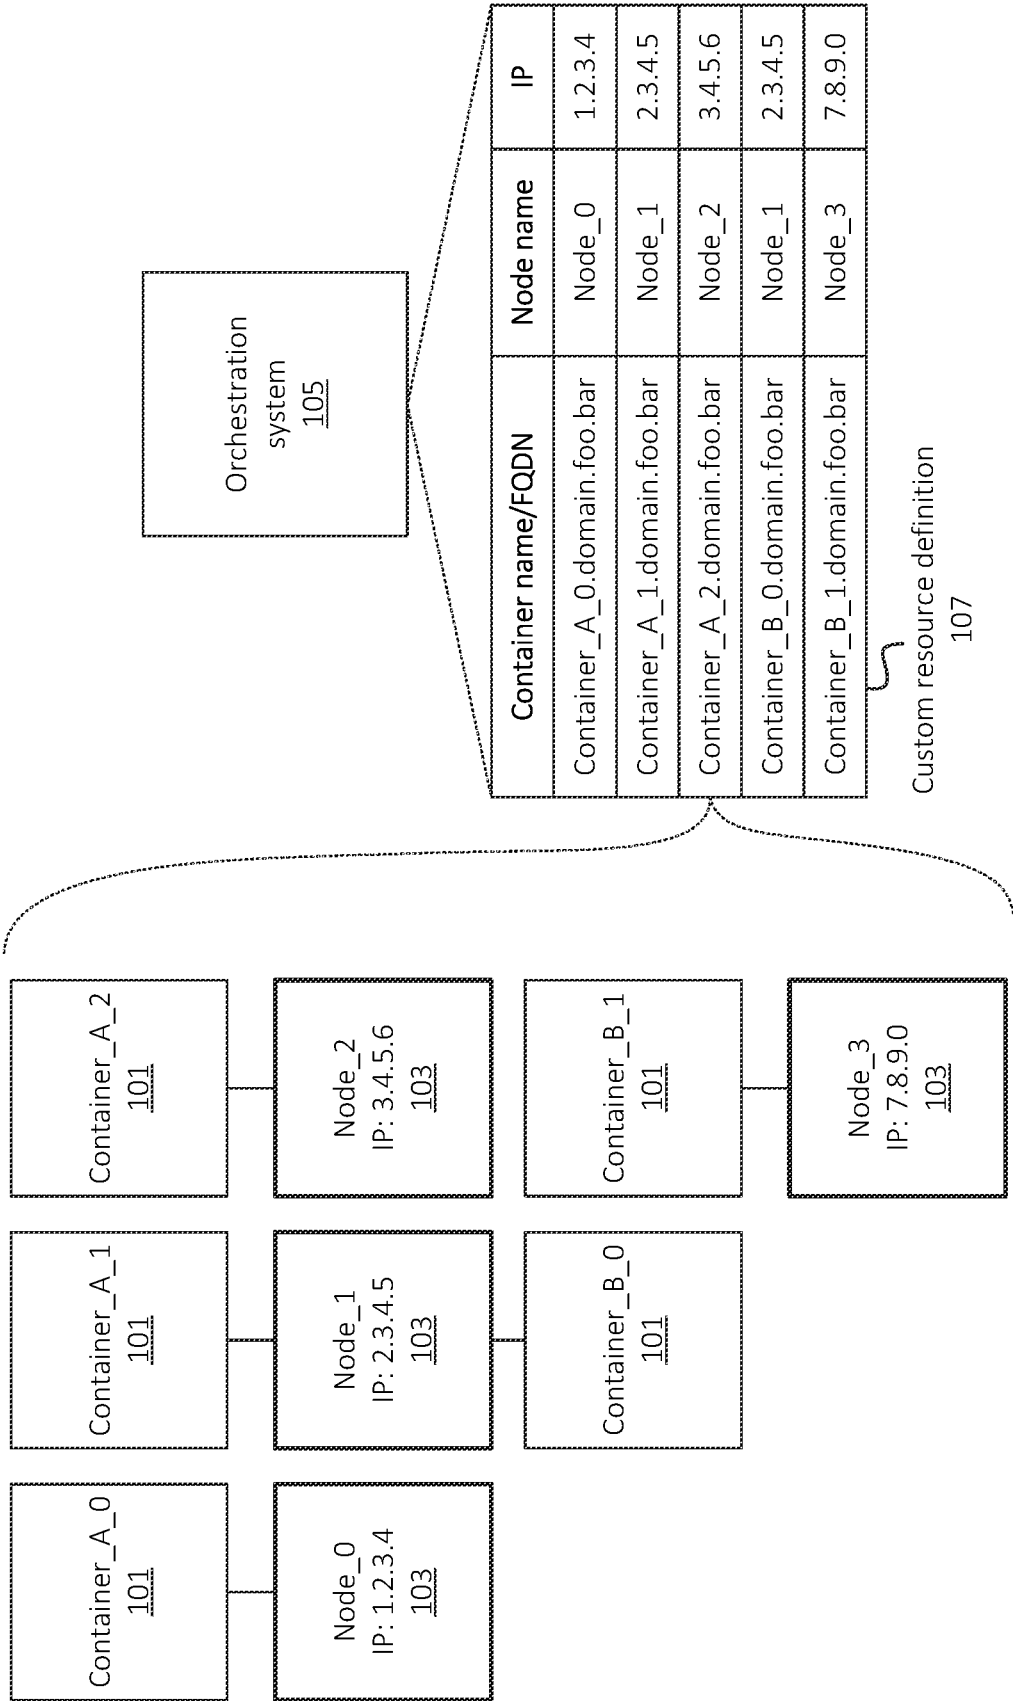 Container_A_0
101
Container_A_1
101
Container_A_2
101
Node_0
IP: 1.2.3.4
103
Node_1
IP: 2.3.4.5
103
Node_2
IP: 3.4.5.6
103
Container_B_0
101
Container_B_1
101
Node_3
IP: 7.8.9.0
103
Orchestration
system
105
Container name/FQDN Node name IP
Container_A_0.domain.foo.bar Node_0 1.2.3.4
Container_A_1.domain.foo.bar Node_1 2.3.4.5
Container_A_2.domain.foo.bar Node_2 3.4.5.6
Container_B_0.domain.foo.bar Node_1 2.3.4.5
Container_B_1.domain.foo.bar Node_3 7.8.9.0
Custom resource definition
107